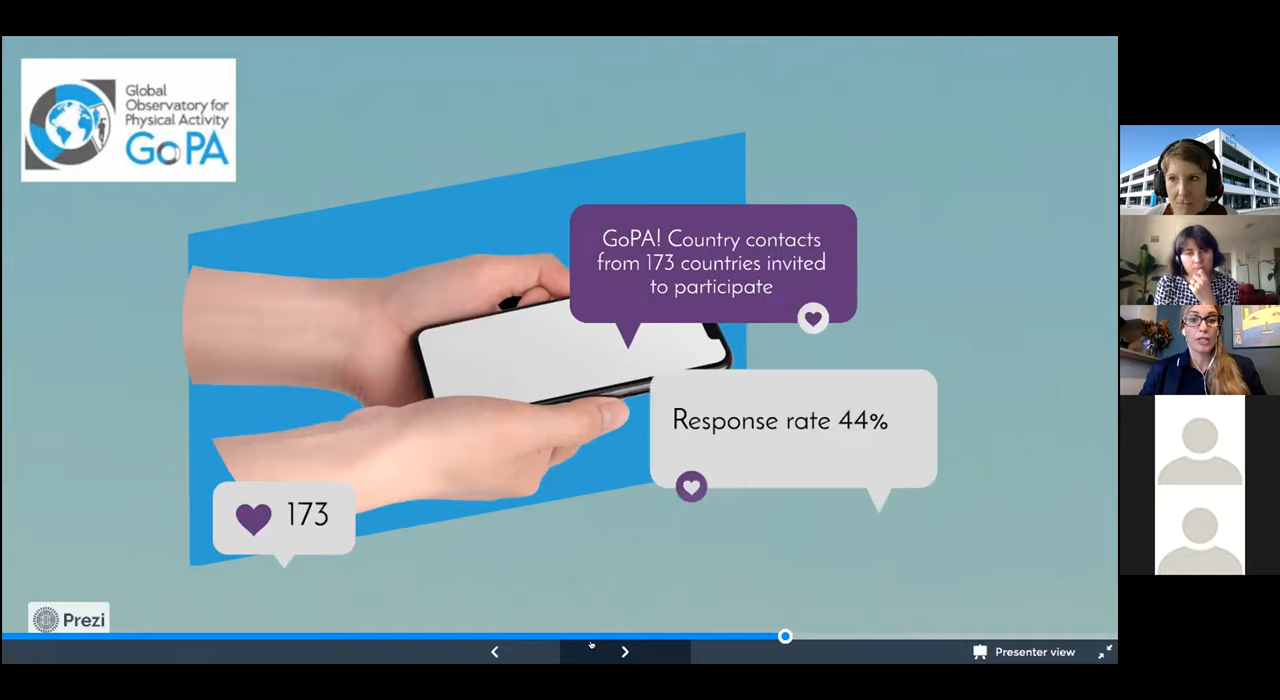 Global
Observatory for
Physical Activity
GoPA
GoPA! Country contacts
from 173 countries invited
to participate
Response rate 44%
173
Prezi
Presenter view